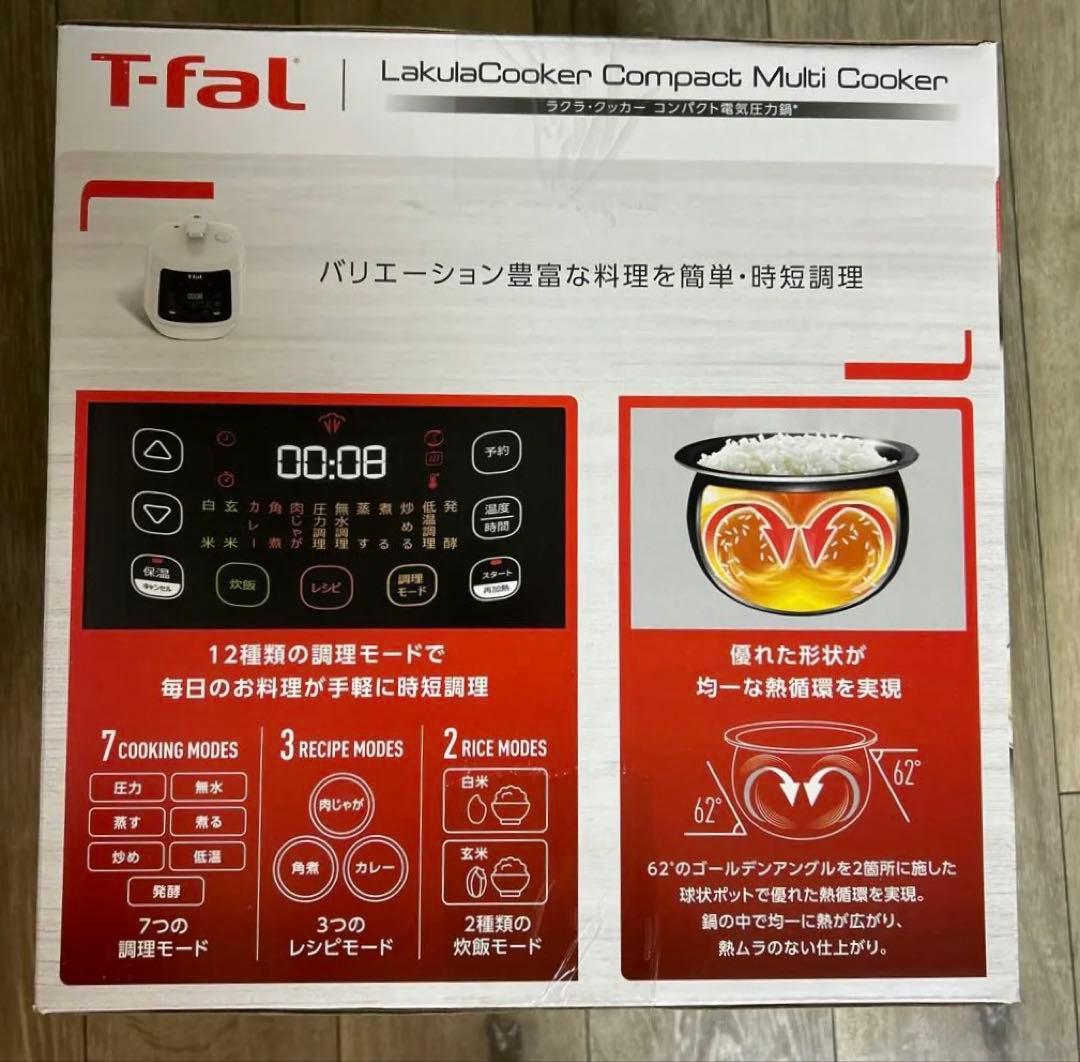 T-fal
LakulaCooker Compact Multi Cooker
ラクラ・クッカー コンパクト電気圧力鍋*
T-fal
00:08
バリエーション豊富な料理を簡単・時短調理
00:08
予約
温度
時間
白米
玄米
カレー
角煮
肉じゃが
圧力調理
無水調理
蒸す
煮る
炒める
低温調理
発酵
保温
キャンセル
炊飯
レシピ
調理
モード
スタート
再加熱
12種類の調理モードで
毎日のお料理が手軽に時短調理
7 COOKING MODES
圧力 無水
蒸す 煮る
炒め 低温
発酵
7つの
調理モード
3 RECIPE MODES
肉じゃが
角煮 カレー
3つの
レシピモード
2 RICE MODES
白米
玄米
2種類の
炊飯モード
優れた形状が
均一な熱循環を実現
62°
62°
62°のゴールデンアングルを2箇所に施した
球状ポットで優れた熱循環を実現。
鍋の中で均一に熱が広がり、
熱ムラのない仕上がり。